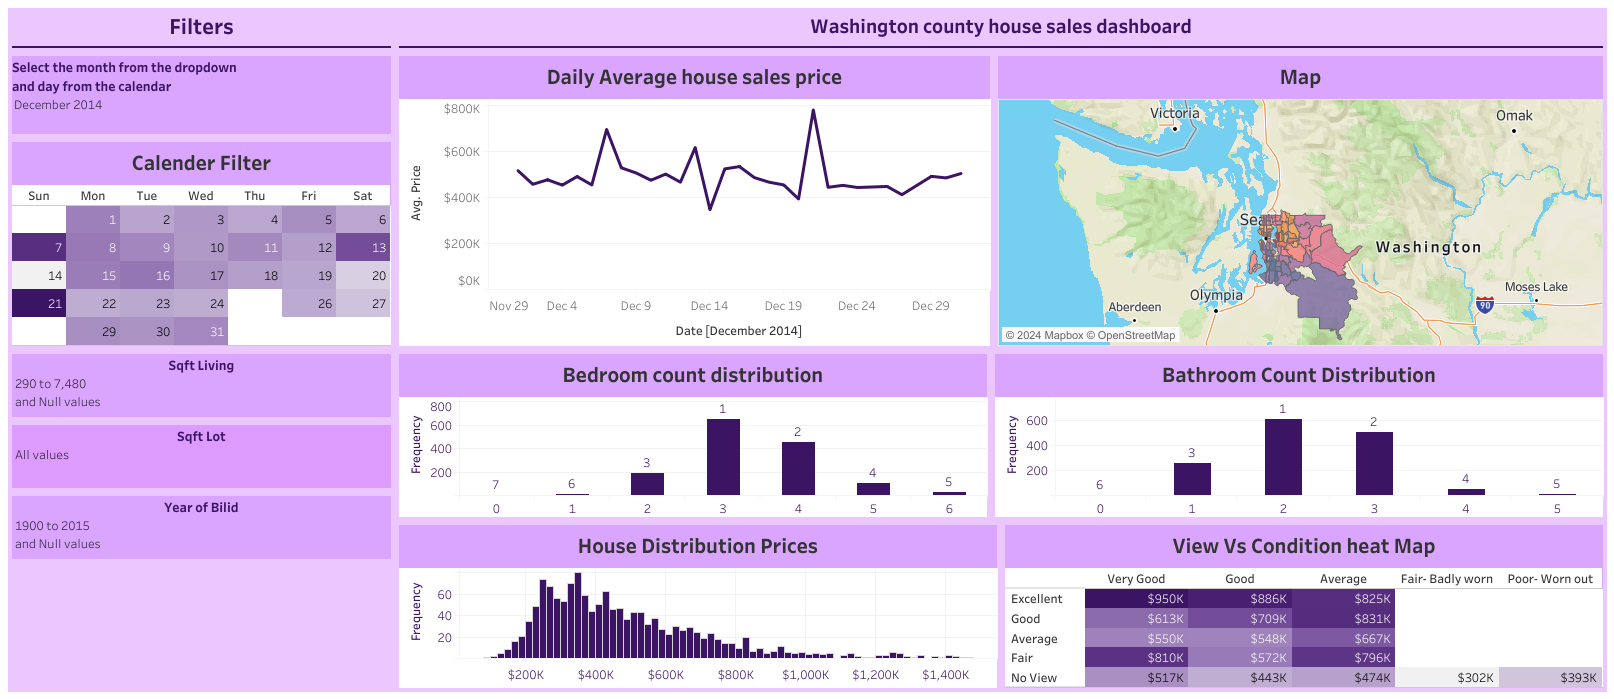 Filters
Washington county house sales dashboard
Select the month from the dropdown
and day from the calendar
December 2014
Calender Filter
Sun Mon Tue Wed Thu Fri Sat
1 2 3 4 5 6
7 8 9 10 11 12 13
14 15 16 17 18 19 20
21 22 23 24 26 27
29 30 31
Sqft Living
290 to 7,480
and Null values
Sqft Lot
All values
Year of Bilid
1900 to 2015
and Null values
Daily Average house sales price
$800K
$600K
$400K
$200K
$0K
Avg. Price
Nov 29 Dec 4 Dec 9 Dec 14 Dec 19 Dec 24 Dec 29
Date [December 2014]
Map
Victoria
Omak
Sea
Washington
Olympia
Moses Lake
Aberdeen
90
© 2024 Mapbox © OpenStreetMap
Bedroom count distribution
Frequency
800
600
400
200
7 6 3 1 2 4 5
0 1 2 3 4 5 6
Bathroom Count Distribution
Frequency
600
400
200
6 3 1 2 4 5
0 1 2 3 4 5
House Distribution Prices
Frequency
60
40
20
$200K $400K $600K $800K $1,000K $1,200K $1,400K
View Vs Condition heat Map
Very Good Good Average Fair- Badly worn Poor- Worn out
Excellent $950K $886K $825K
Good $613K $709K $831K
Average $550K $548K $667K
Fair $810K $572K $796K
No View $517K $443K $474K $302K $393K